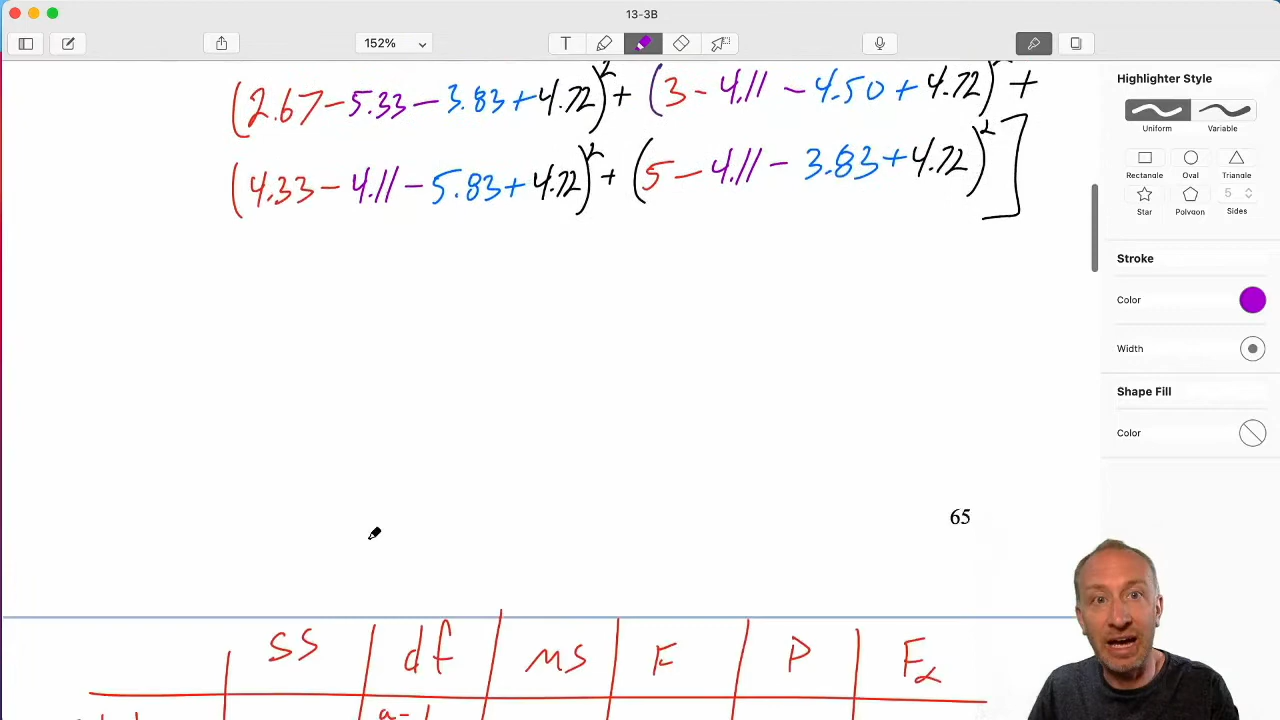 13-3B
152%
T
Highlighter Style
Uniform
Variable
Rectangle
Oval
Triangle
Star
Polygon
5
Sides
Stroke
Color
Width
Shape Fill
Color
(2.67-5.33-3.83+4.72)²+ (3-4.11-4.50+4.72)²+
(4.33-4.11-5.83+4.72)²+(5-4.11-3.83+4.72)²]
65
SS df MS F P Fα
a-1